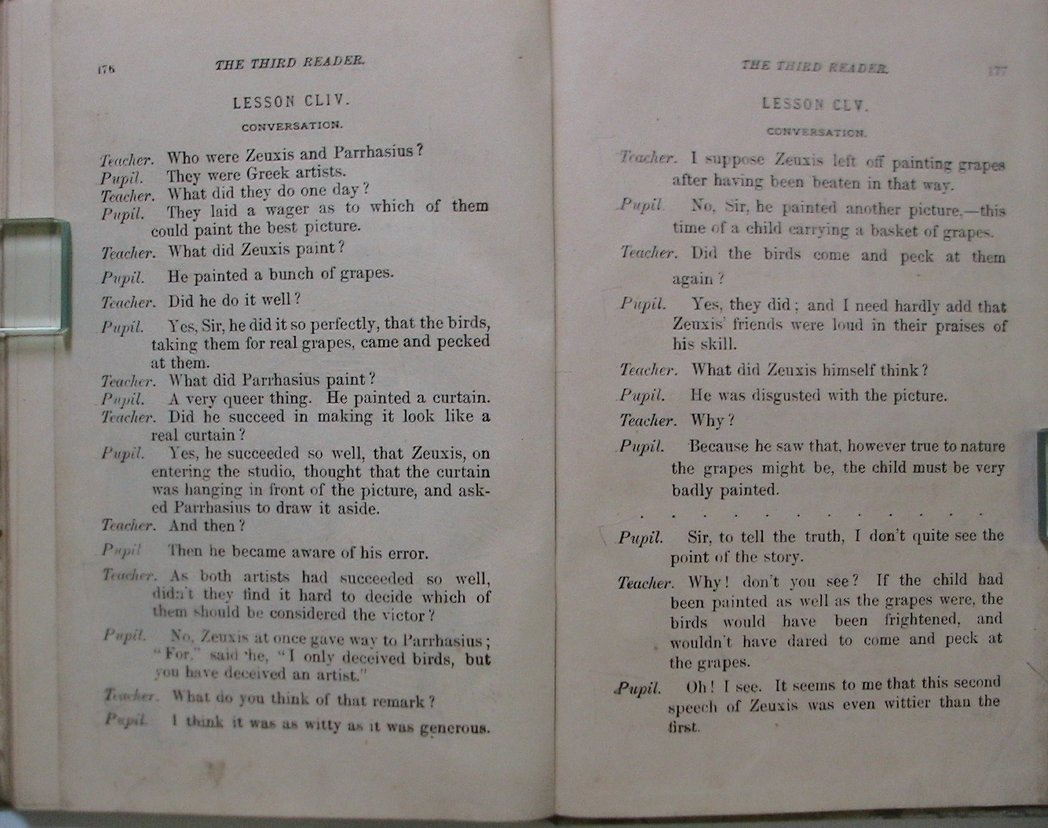 176
THE THIRD READER.
LESSON CLIV.
CONVERSATION.
Teacher. Who were Zeuxis and Parrhasius?
Pupil. They were Greek artists.
Teacher. What did they do one day?
Pupil. They laid a wager as to which of them
could paint the best picture.
Teacher. What did Zeuxis paint?
Pupil. He painted a bunch of grapes.
Teacher. Did he do it well?
Pupil. Yes, Sir, he did it so perfectly, that the birds,
taking them for real grapes, came and pecked
at them.
Teacher. What did Parrhasius paint?
Pupil. A very queer thing. He painted a curtain.
Teacher. Did he succeed in making it look like a
real curtain?
Pupil. Yes, he succeeded so well, that Zeuxis, on
entering the studio, thought that the curtain
was hanging in front of the picture, and ask-
ed Parrhasius to draw it aside.
Teacher. And then?
Pupil Then he became aware of his error.
Teacher. As both artists had succeeded so well,
didn't they find it hard to decide which of
them should be considered the victor?
Pupil. No, Zeuxis at once gave way to Parrhasius;
"For," said he, "I only deceived birds, but
you have deceived an artist."
Teacher. What do you think of that remark?
Pupil. I think it was as witty as it was generous.
THE THIRD READER.
177
LESSON CLV.
CONVERSATION.
Teacher. I suppose Zeuxis left off painting grapes
after having been beaten in that way.
Pupil. No, Sir, he painted another picture,—this
time of a child carrying a basket of grapes.
Teacher. Did the birds come and peck at them
again?
Pupil. Yes, they did; and I need hardly add that
Zeuxis' friends were loud in their praises of
his skill.
Teacher. What did Zeuxis himself think?
Pupil. He was disgusted with the picture.
Teacher. Why?
Pupil. Because he saw that, however true to nature
the grapes might be, the child must be very
badly painted.
. . . . . . . . . . . .
Pupil. Sir, to tell the truth, I don't quite see the
point of the story.
Teacher. Why! don't you see? If the child had
been painted as well as the grapes were, the
birds would have been frightened, and
wouldn't have dared to come and peck at
the grapes.
Pupil. Oh! I see. It seems to me that this second
speech of Zeuxis was even wittier than the
first.